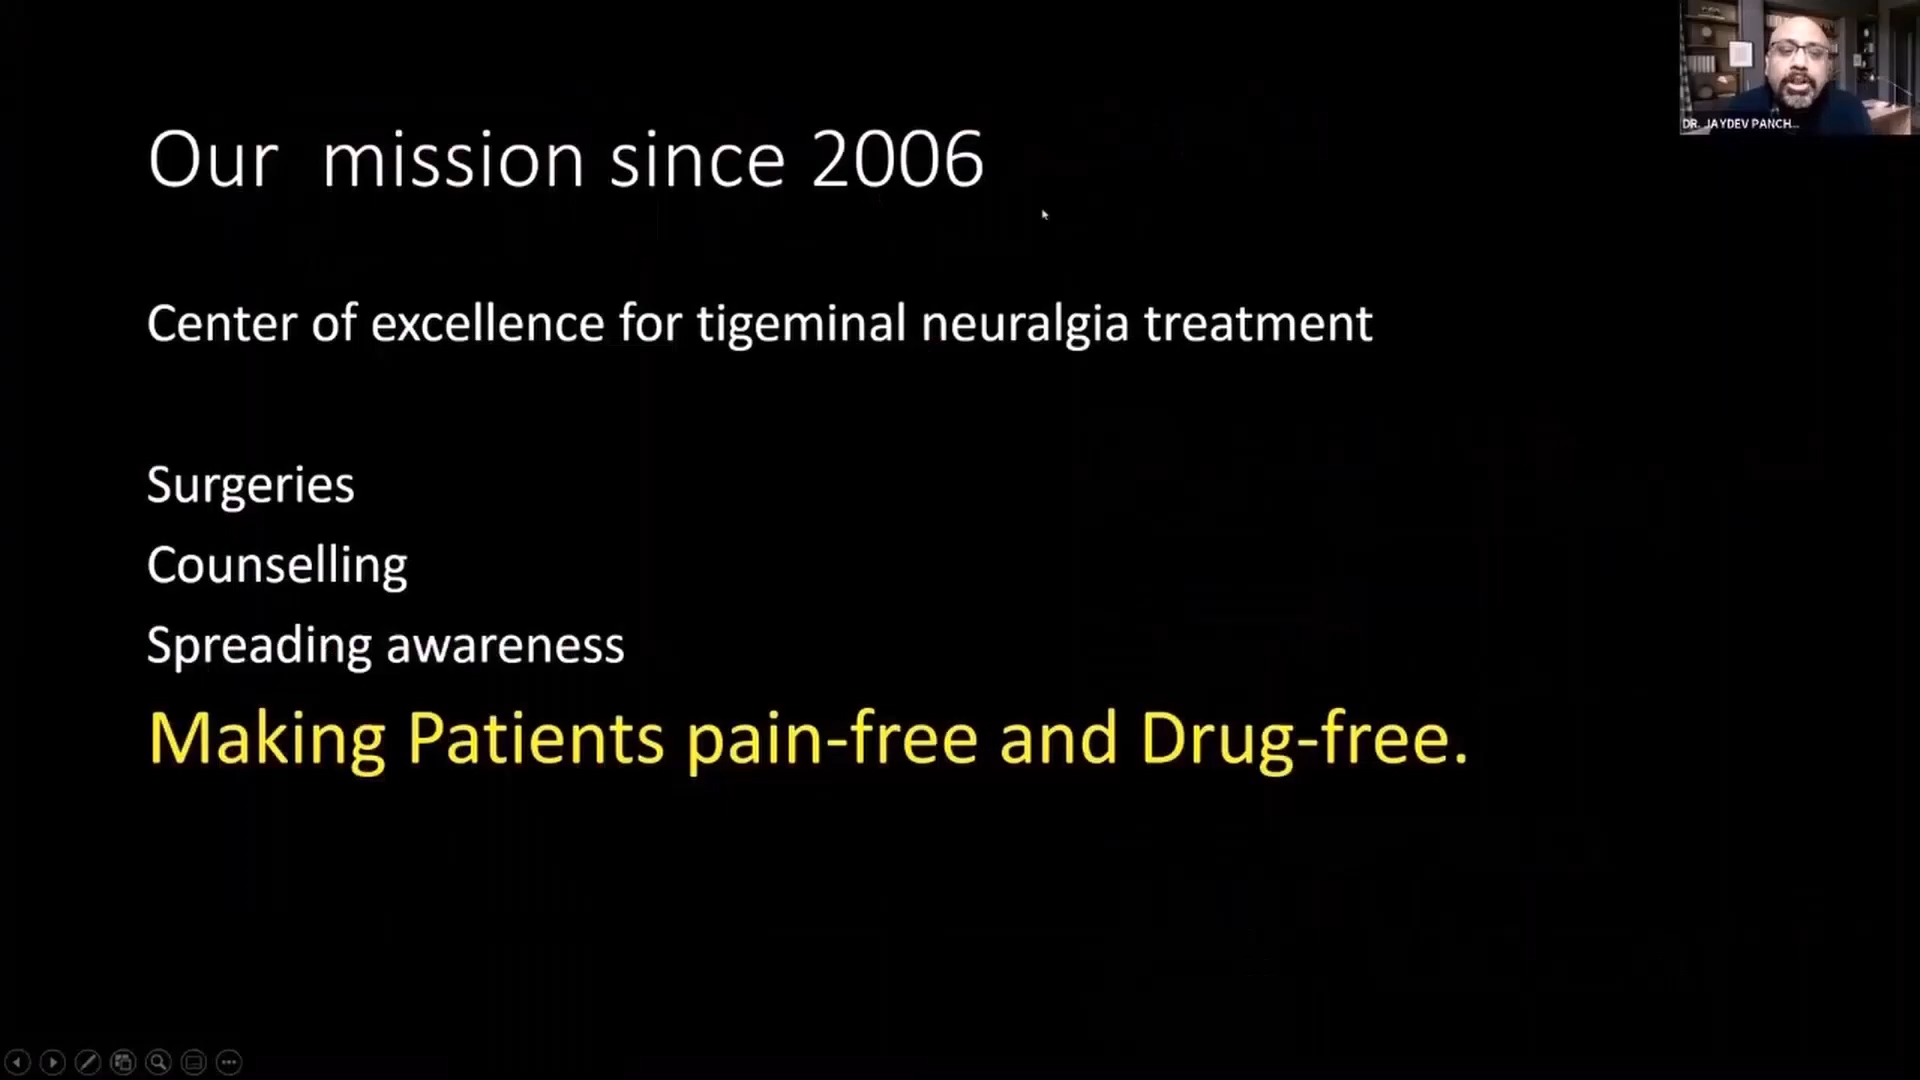 Our mission since 2006
Center of excellence for tigeminal neuralgia treatment
Surgeries
Counselling
Spreading awareness
Making Patients pain-free and Drug-free.
DR. JAYDEV PANCH...